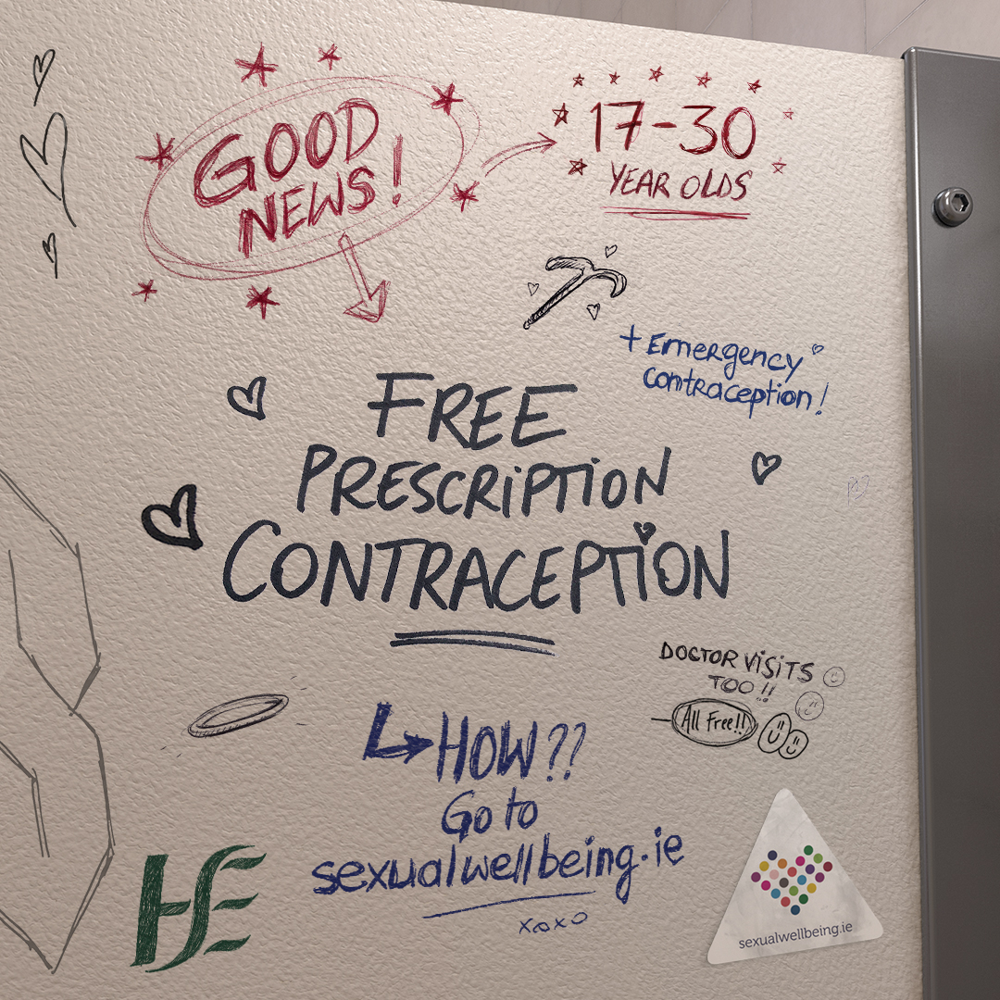 GOOD
NEWS!
17-30
YEAR OLDS
+ Emergency
contraception!
FREE
PRESCRIPTION
CONTRACEPTION
DOCTOR VISITS
TOO!!
All Free!!
HOW??
Go to
sexualwellbeing.ie
xoxo
HSE
sexualwellbeing.ie